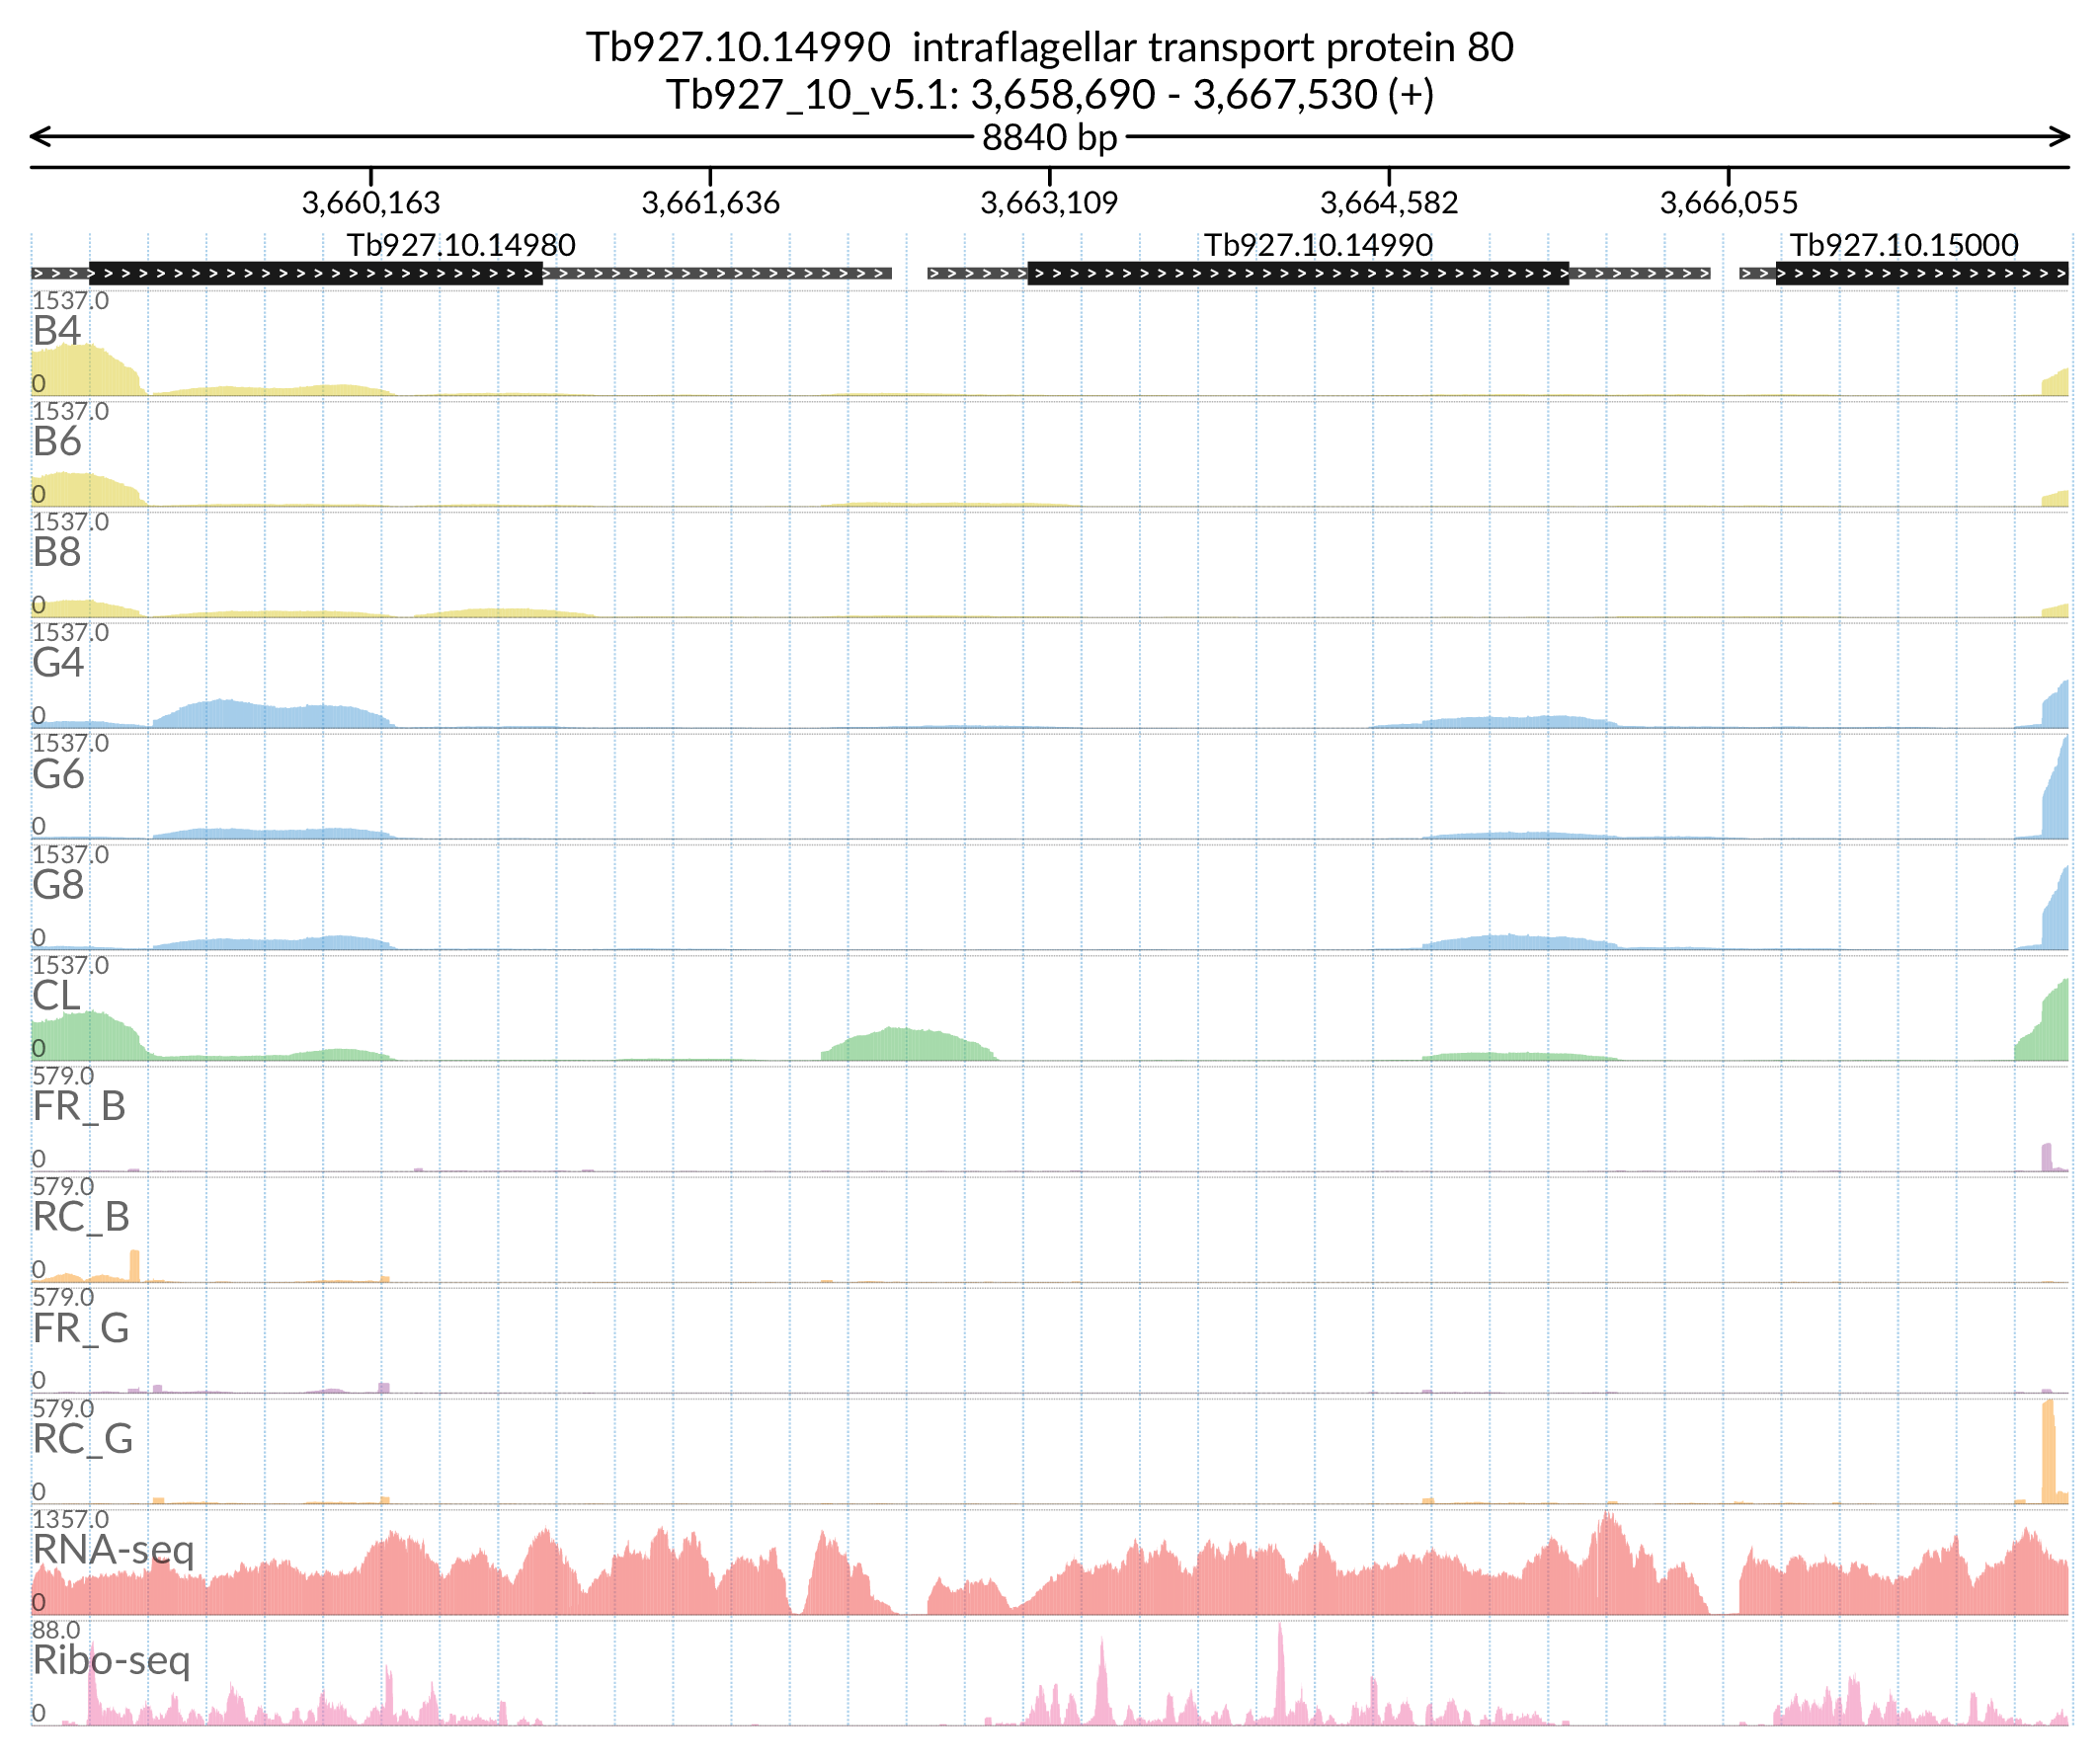 Tb927.10.14990 intraflagellar transport protein 80
Tb927_10_v5.1: 3,658,690 - 3,667,530 (+)
8840 bp
3,660,163 3,661,636 3,663,109 3,664,582 3,666,055
Tb927.10.14980 Tb927.10.14990 Tb927.10.15000
1537.0
B4
0
1537.0
B6
0
1537.0
B8
0
1537.0
G4
0
1537.0
G6
0
1537.0
G8
0
1537.0
CL
0
579.0
FR_B
0
579.0
RC_B
0
579.0
FR_G
0
579.0
RC_G
0
1357.0
RNA-seq
0
88.0
Ribo-seq
0